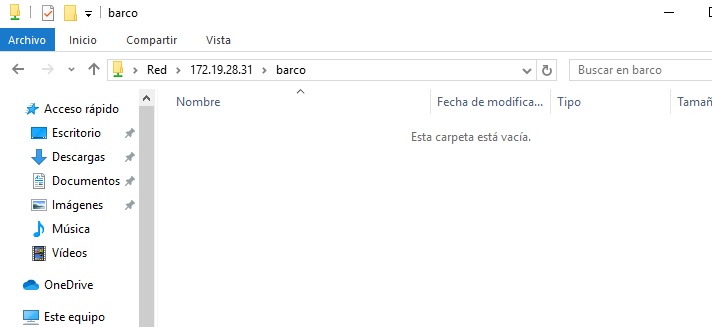 barco
Archivo Inicio Compartir Vista
Red 172.19.28.31 barco Buscar en barco
Nombre Fecha de modifica... Tipo Tamañ
Esta carpeta está vacía.
Acceso rápido
Escritorio
Descargas
Documentos
Imágenes
Música
Vídeos
OneDrive
Este equipo